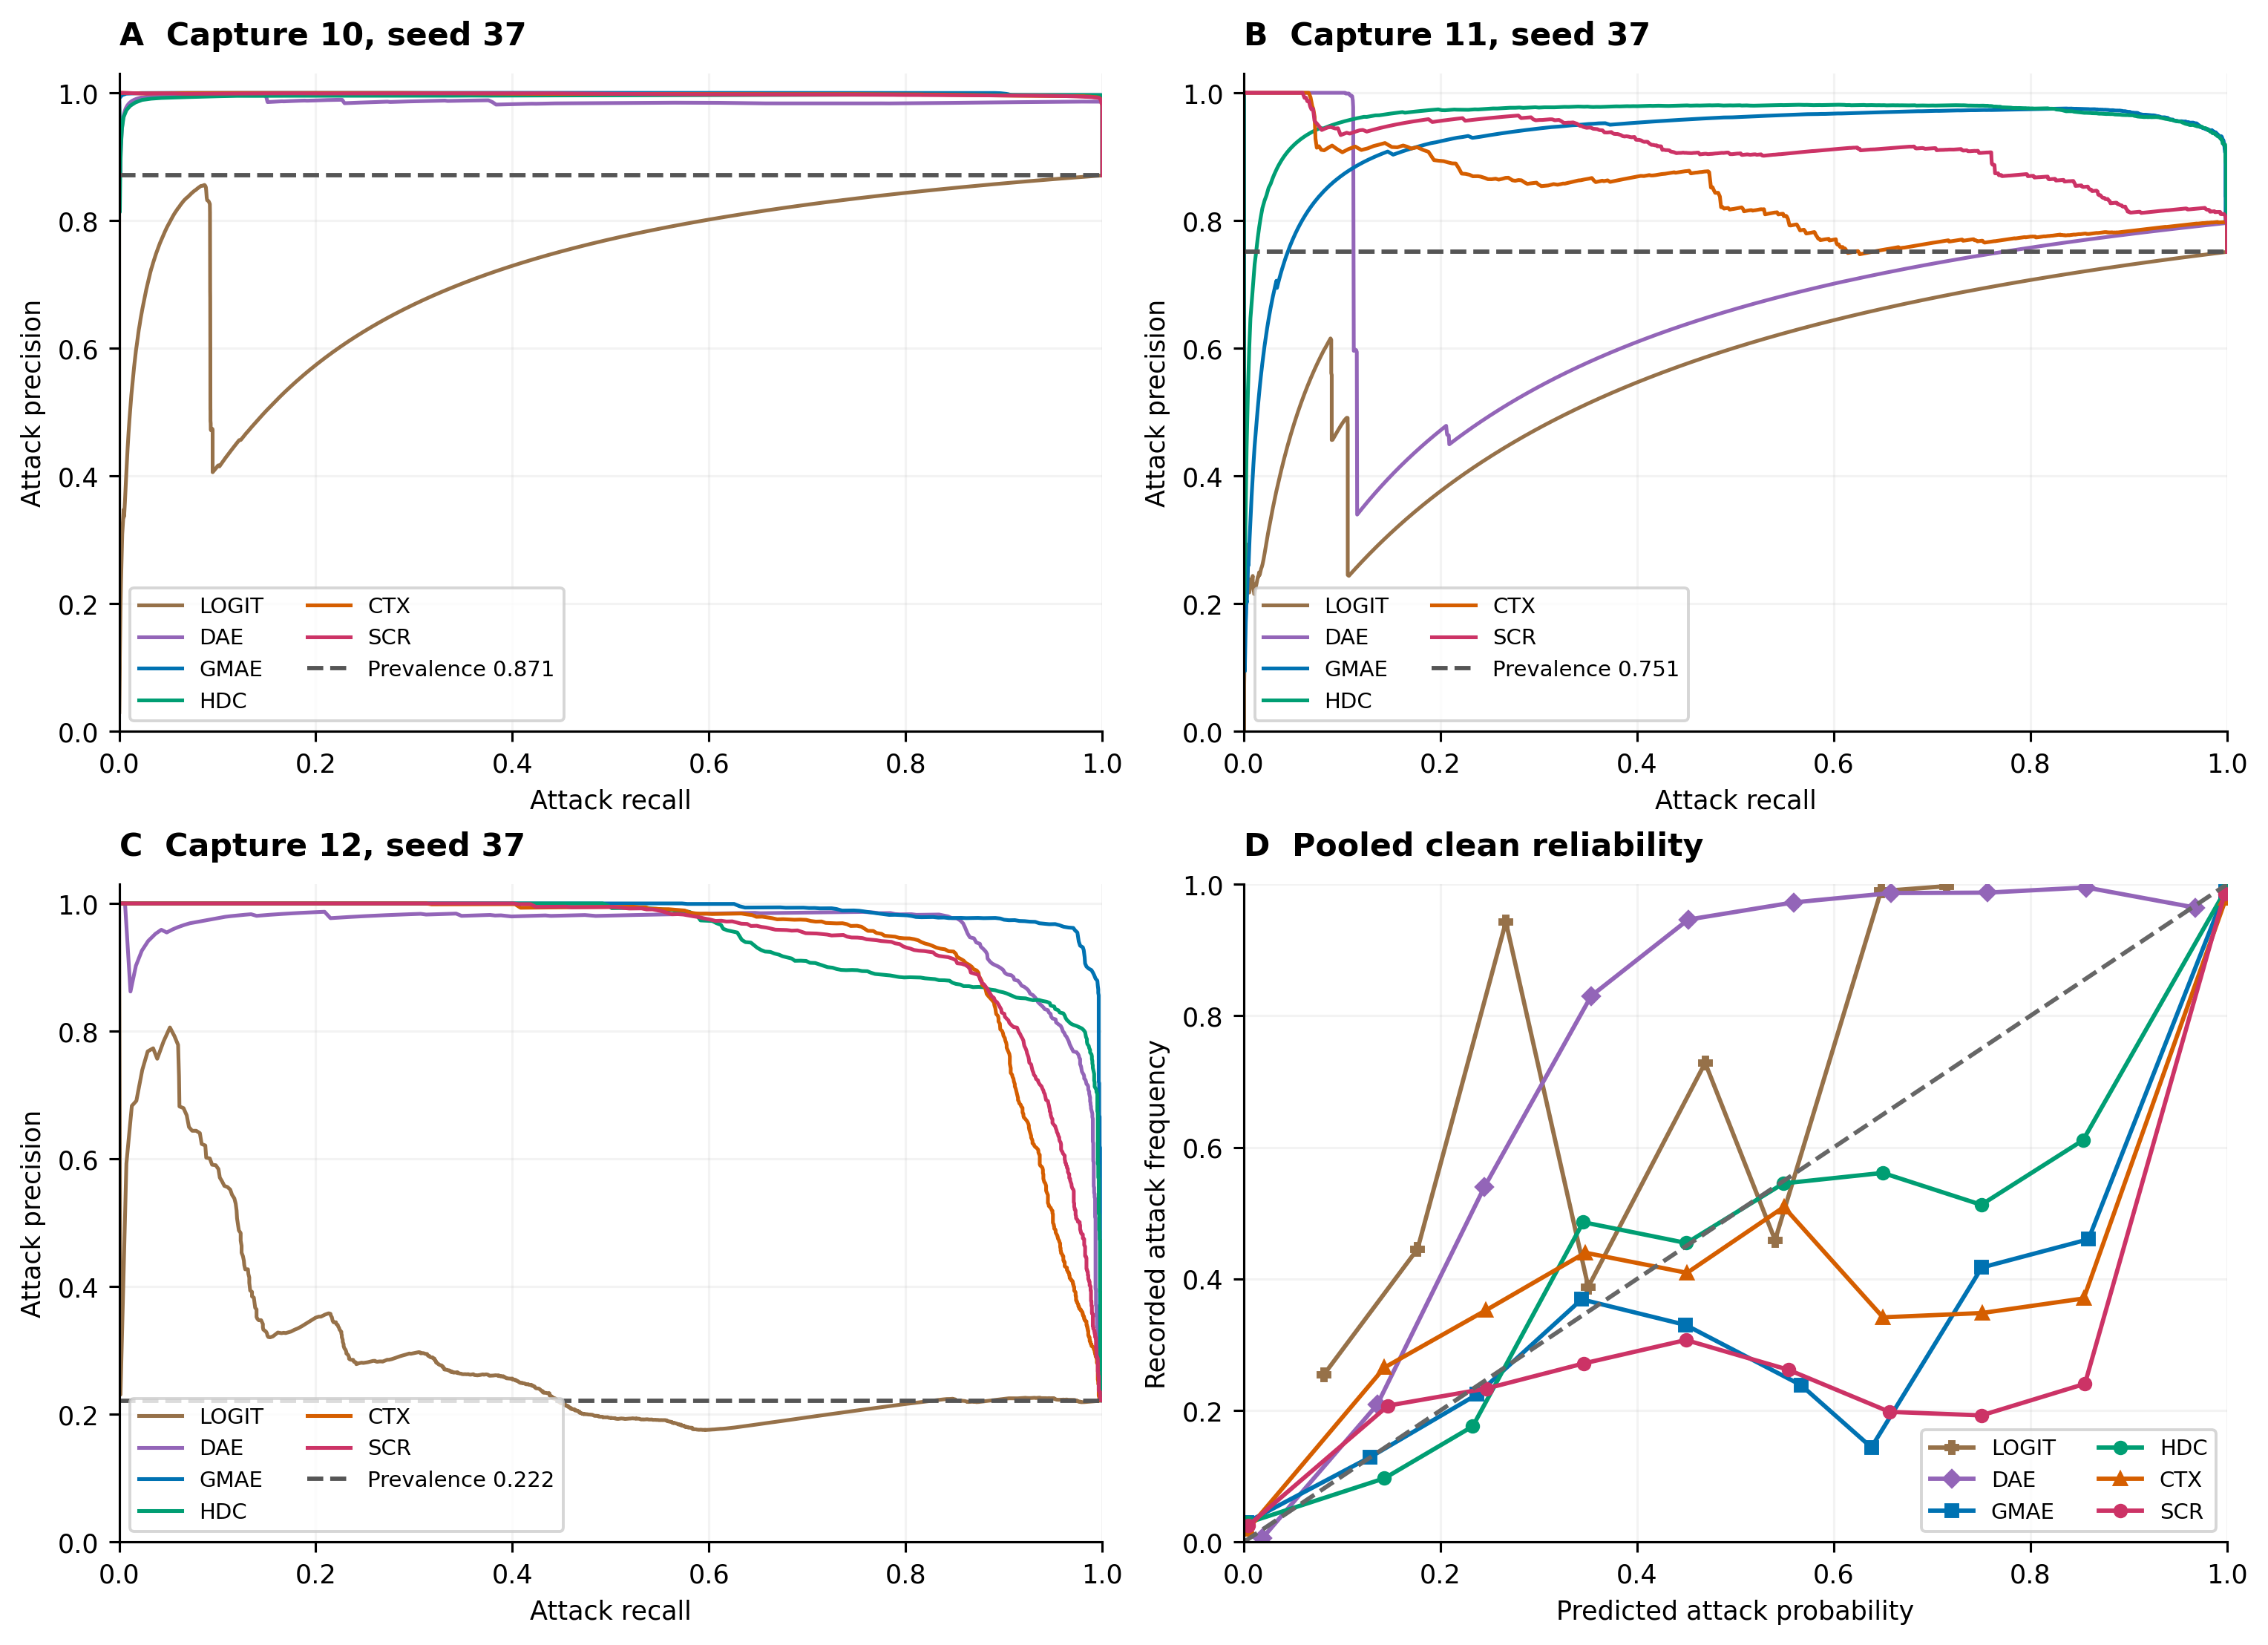 A Capture 10, seed 37
Attack precision
1.0
0.8
0.6
0.4
0.2
0.0
LOGIT
DAE
GMAE
HDC
CTX
SCR
Prevalence 0.871
0.0 0.2 0.4 0.6 0.8 1.0
Attack recall
B Capture 11, seed 37
Attack precision
1.0
0.8
0.6
0.4
0.2
0.0
LOGIT
DAE
GMAE
HDC
CTX
SCR
Prevalence 0.751
0.0 0.2 0.4 0.6 0.8 1.0
Attack recall
C Capture 12, seed 37
Attack precision
1.0
0.8
0.6
0.4
0.2
0.0
LOGIT
DAE
GMAE
HDC
CTX
SCR
Prevalence 0.222
0.0 0.2 0.4 0.6 0.8 1.0
Attack recall
D Pooled clean reliability
Recorded attack frequency
1.0
0.8
0.6
0.4
0.2
0.0
LOGIT
DAE
GMAE
HDC
CTX
SCR
0.0 0.2 0.4 0.6 0.8 1.0
Predicted attack probability